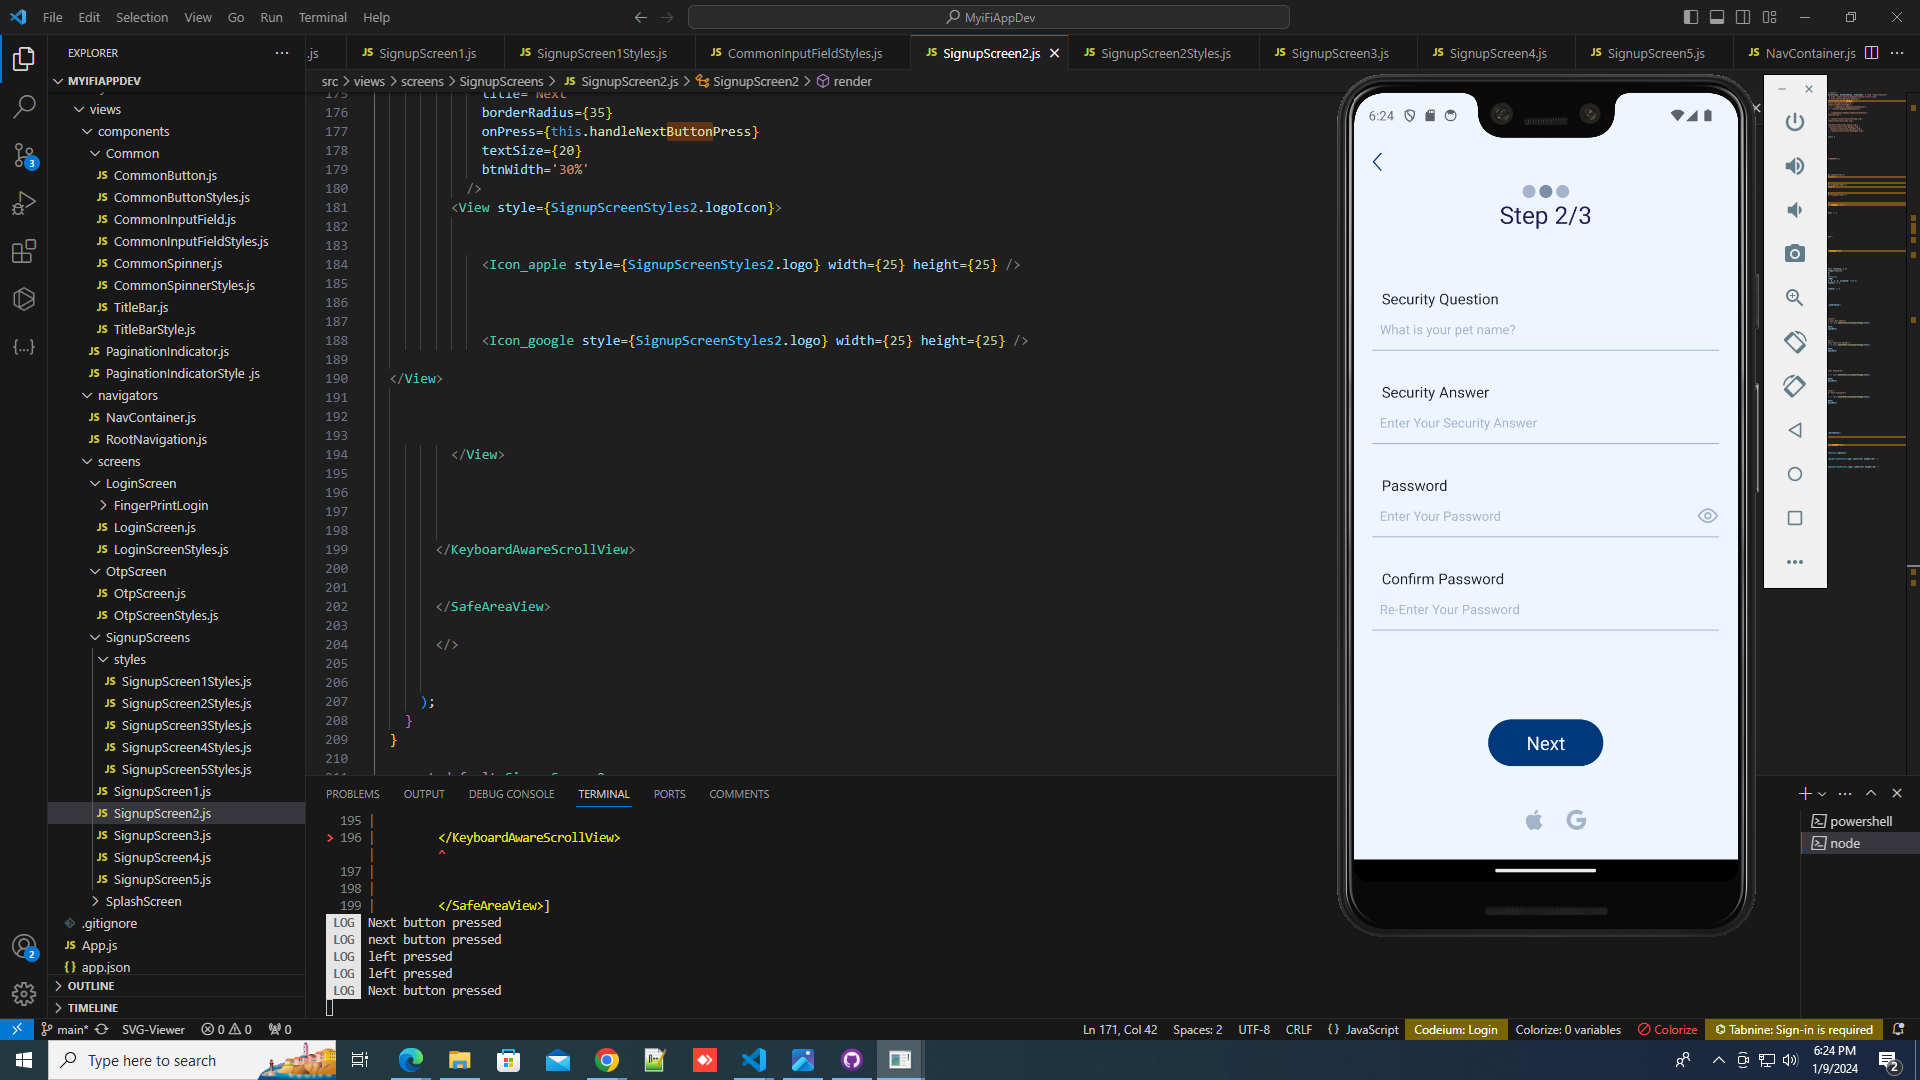 File Edit Selection View Go Run Terminal Help
MyiFiAppDev
EXPLORER
.js
SignupScreen1.js
SignupScreen1Styles.js
CommonInputFieldStyles.js
SignupScreen2.js
SignupScreen2Styles.js
SignupScreen3.js
SignupScreen4.js
SignupScreen5.js
NavContainer.js
MYIFIAPPDEV
src > views > screens > SignupScreens > JS SignupScreen2.js > SignupScreen2 > render
views
components
Common
JS CommonButton.js
JS CommonButtonStyles.js
JS CommonInputField.js
JS CommonInputFieldStyles.js
JS CommonSpinner.js
JS CommonSpinnerStyles.js
JS TitleBar.js
JS TitleBarStyle.js
JS PaginationIndicator.js
JS PaginationIndicatorStyle .js
navigators
JS NavContainer.js
JS RootNavigation.js
screens
LoginScreen
FingerPrintLogin
JS LoginScreen.js
JS LoginScreenStyles.js
OtpScreen
JS OtpScreen.js
JS OtpScreenStyles.js
SignupScreens
styles
JS SignupScreen1Styles.js
JS SignupScreen2Styles.js
JS SignupScreen3Styles.js
JS SignupScreen4Styles.js
JS SignupScreen5Styles.js
JS SignupScreen1.js
JS SignupScreen2.js
JS SignupScreen3.js
JS SignupScreen4.js
JS SignupScreen5.js
SplashScreen
.gitignore
JS App.js
{} app.json
OUTLINE
TIMELINE
175 title='Next'
176 borderRadius={35}
177 onPress={this.handleNextButtonPress}
178 textSize={20}
179 btnWidth='30%'
180 />
181 <View style={SignupScreenStyles2.logoIcon}>
182
183
184 <Icon_apple style={SignupScreenStyles2.logo} width={25} height={25} />
185
186
187
188 <Icon_google style={SignupScreenStyles2.logo} width={25} height={25} />
189
190 </View>
191
192
193
194 </View>
195
196
197
198
199 </KeyboardAwareScrollView>
200
201
202 </SafeAreaView>
203
204 </>
205
206
207 );
208 }
209 }
210
6:24
Step 2/3
Security Question
What is your pet name?
Security Answer
Enter Your Security Answer
Password
Enter Your Password
Confirm Password
Re-Enter Your Password
Next
PROBLEMS OUTPUT DEBUG CONSOLE TERMINAL PORTS COMMENTS
195 |
> 196 | </KeyboardAwareScrollView>
| ^
197 |
198 |
199 | </SafeAreaView>]
LOG Next button pressed
LOG next button pressed
LOG left pressed
LOG left pressed
LOG Next button pressed
powershell
node
3
2
main* SVG-Viewer 0 0 0
Ln 171, Col 42 Spaces: 2 UTF-8 CRLF {} JavaScript Codeium: Login Colorize: 0 variables Colorize Tabnine: Sign-in is required
Type here to search
6:24 PM
1/9/2024
2